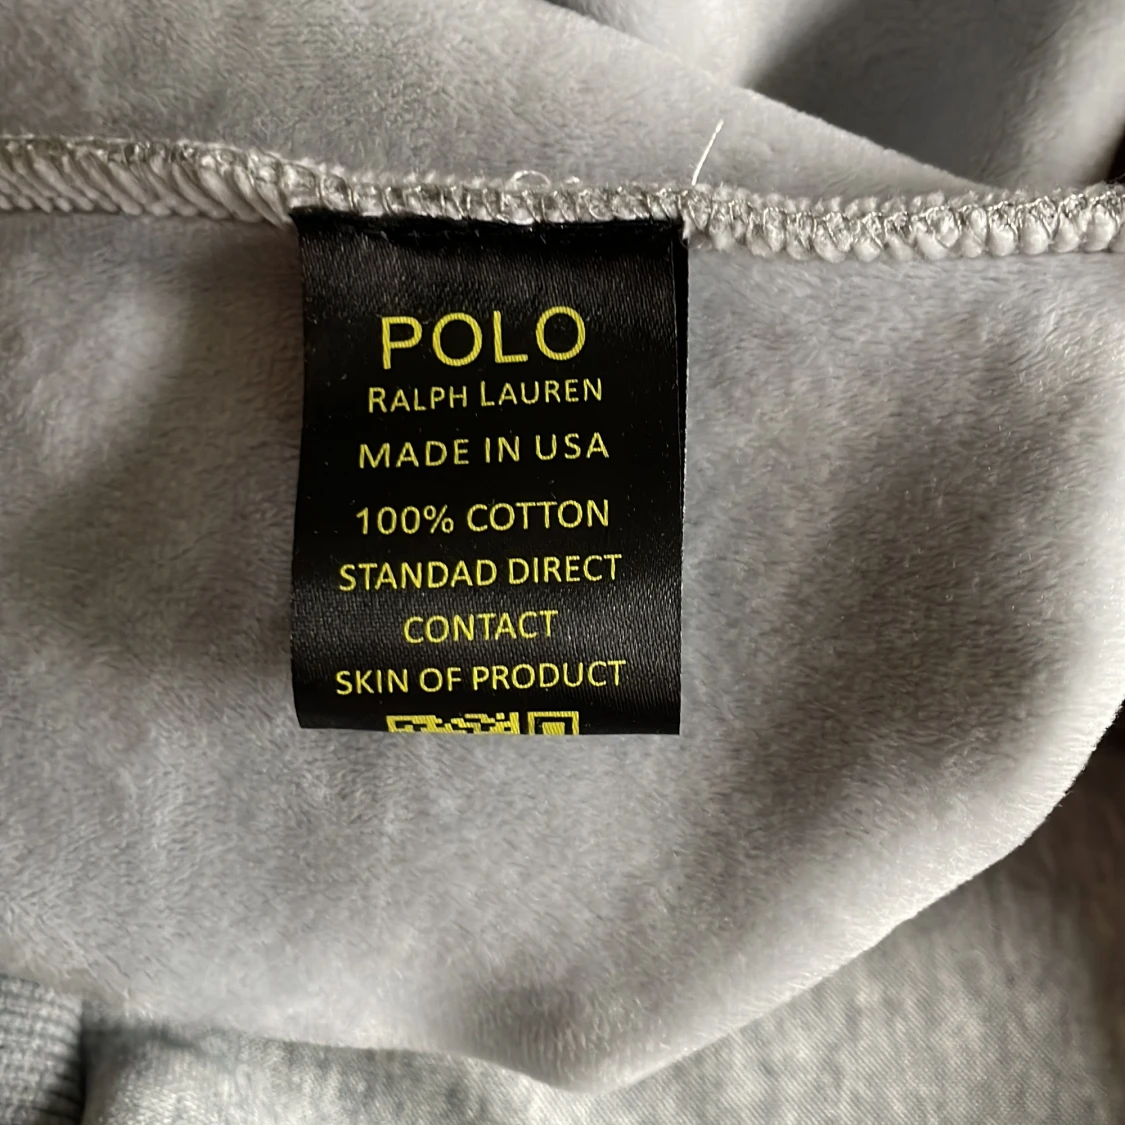 POLO
RALPH LAUREN
MADE IN USA
100% COTTON
STANDAD DIRECT
CONTACT
SKIN OF PRODUCT